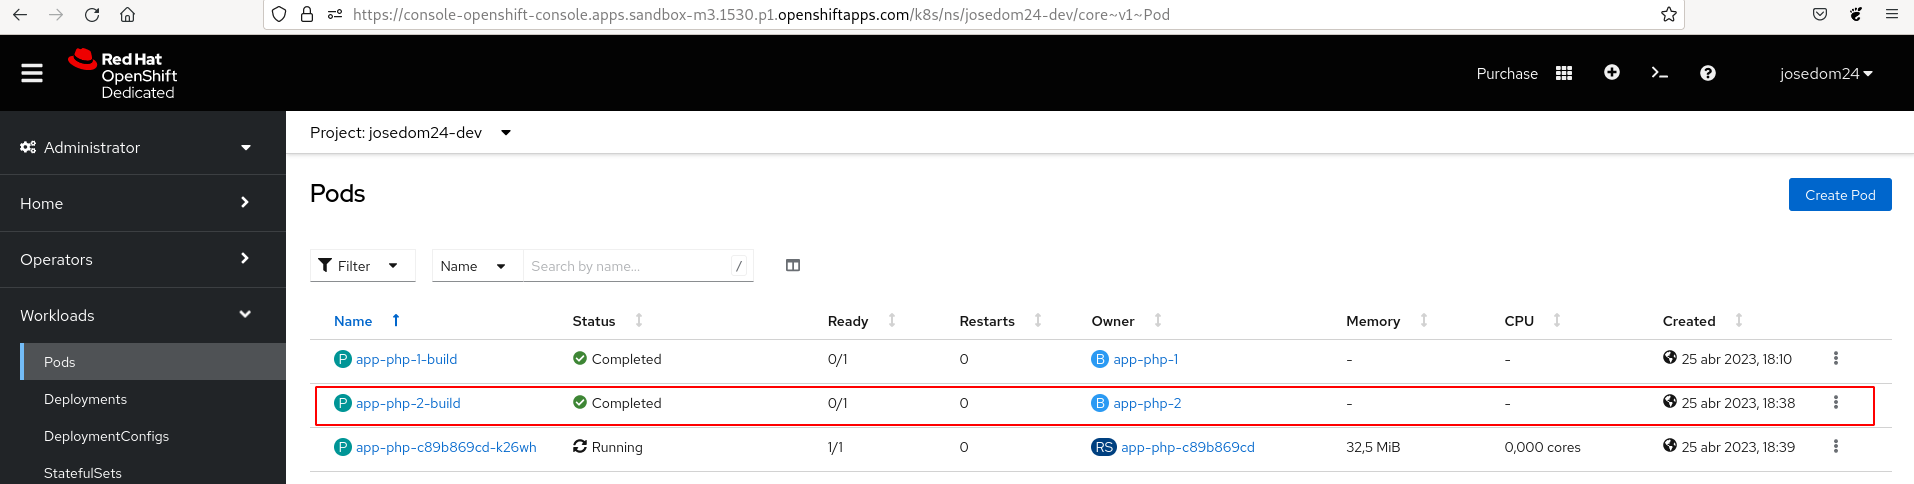 https://console-openshift-console.apps.sandbox-m3.1530.p1.openshiftapps.com/k8s/ns/josedom24-dev/core~v1~Pod
Red Hat
OpenShift
Dedicated
Purchase
josedom24
Administrator
Home
Operators
Workloads
Pods
Deployments
DeploymentConfigs
StatefulSets
Project: josedom24-dev
Pods
Create Pod
Filter Name Search by name... /
Name Status Ready Restarts Owner Memory CPU Created
P app-php-1-build Completed 0/1 0 B app-php-1 - - 25 abr 2023, 18:10
P app-php-2-build Completed 0/1 0 B app-php-2 - - 25 abr 2023, 18:38
P app-php-c89b869cd-k26wh Running 1/1 0 RS app-php-c89b869cd 32,5 MiB 0,000 cores 25 abr 2023, 18:39